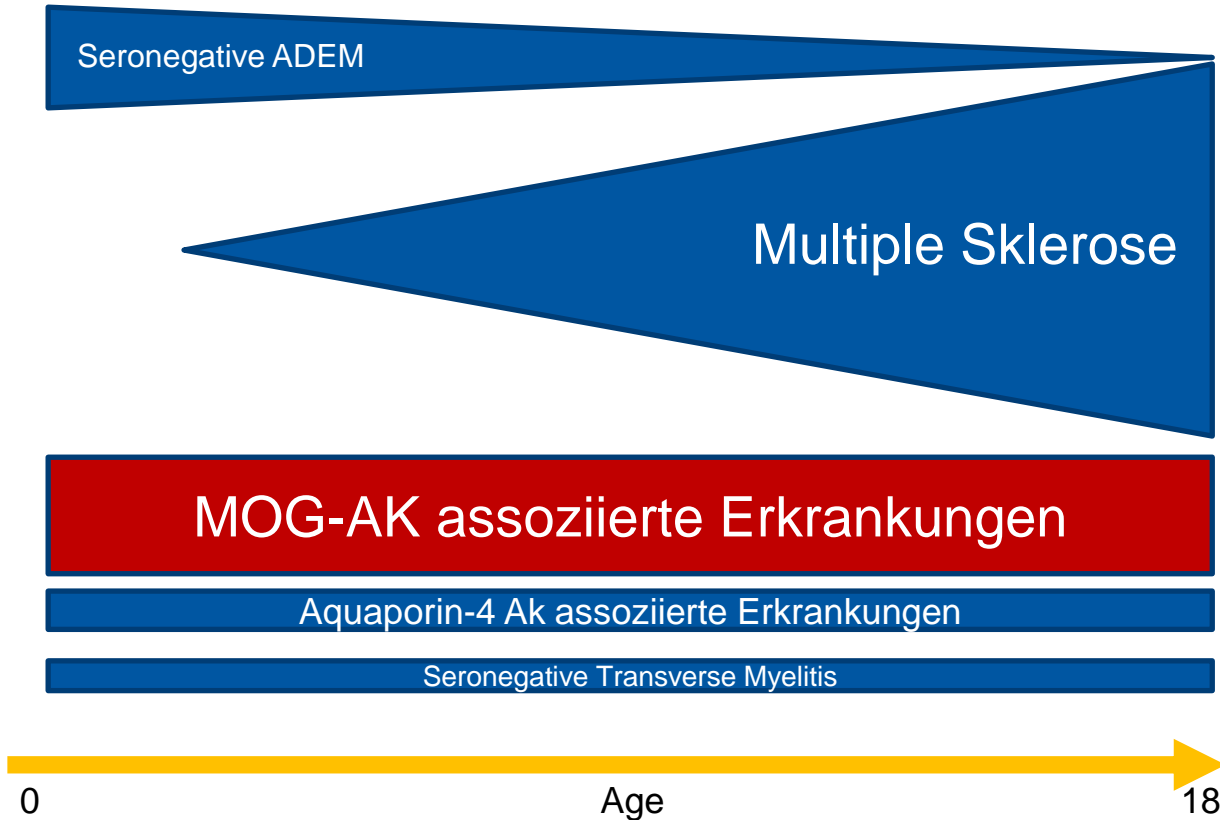 Seronegative ADEM
Multiple Sklerose
MOG-AK assoziierte Erkrankungen
Aquaporin-4 Ak assoziierte Erkrankungen
Seronegative Transverse Myelitis
0 Age 18